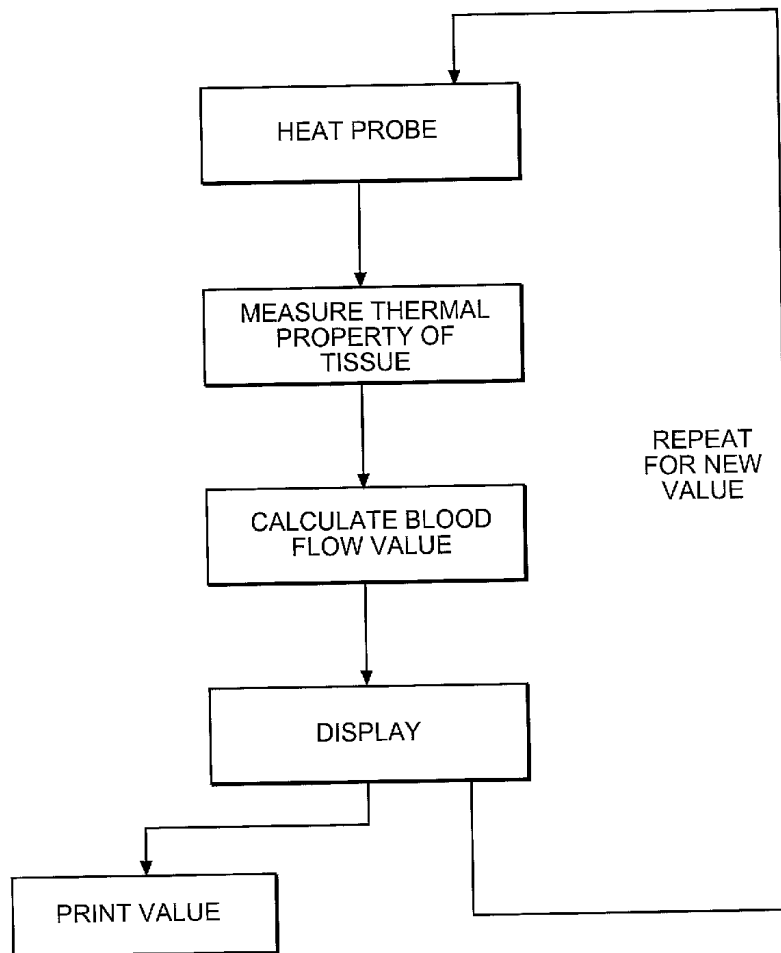 HEAT PROBE
MEASURE THERMAL
PROPERTY OF
TISSUE
REPEAT
FOR NEW
VALUE
CALCULATE BLOOD
FLOW VALUE
DISPLAY
PRINT VALUE